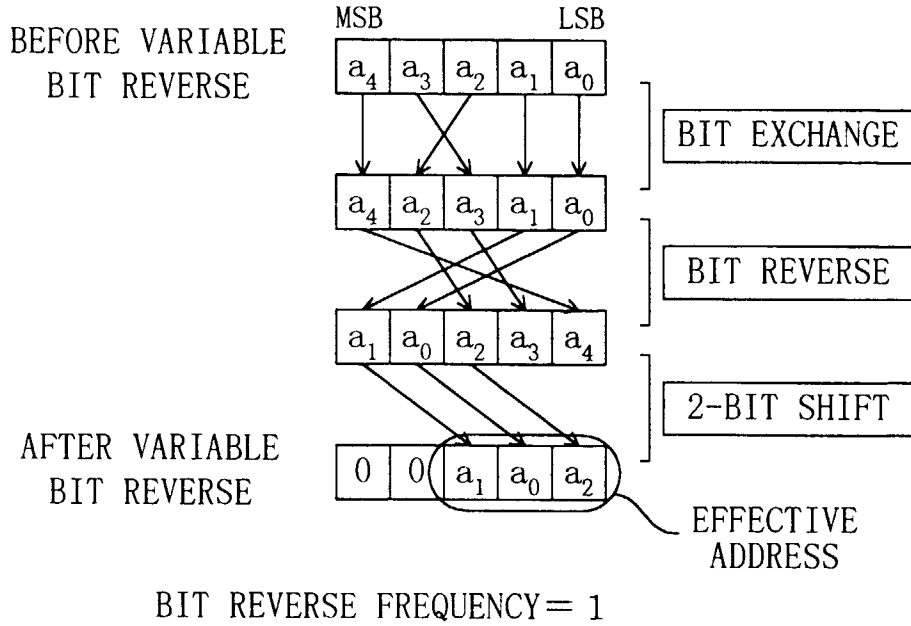 MSB LSB
BEFORE VARIABLE
BIT REVERSE
a₄ a₃ a₂ a₁ a₀
BIT EXCHANGE
a₄ a₂ a₃ a₁ a₀
BIT REVERSE
a₁ a₀ a₂ a₃ a₄
2-BIT SHIFT
AFTER VARIABLE
BIT REVERSE
0 0 a₁ a₀ a₂
EFFECTIVE
ADDRESS
BIT REVERSE FREQUENCY = 1